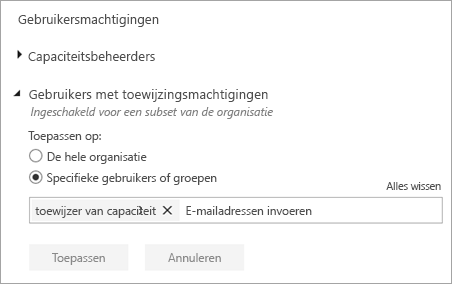 Gebruikersmachtigingen
Capaciteitsbeheerders
Gebruikers met toewijzingsmachtigingen
Ingeschakeld voor een subset van de organisatie
Toepassen op:
De hele organisatie
Specifieke gebruikers of groepen
Alles wissen
toewijzer van capaciteit × E-mailadressen invoeren
Toepassen Annuleren